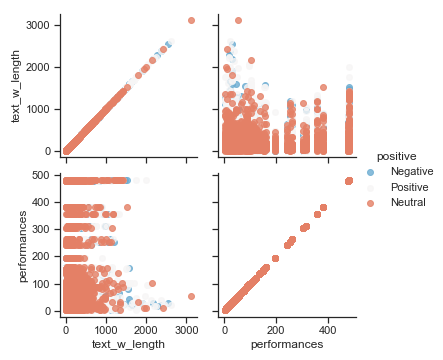 3000
2000
1000
0
text_w_length
positive
Negative
Positive
Neutral
500
400
300
200
100
0
performances
0 1000 2000 3000
text_w_length
0 200 400
performances